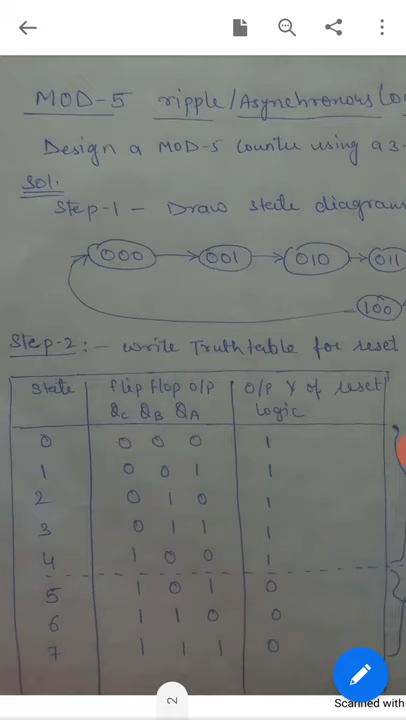 MOD-5 ripple/Asynchronous
Design a MOD-5 Counter using a 3-
Sol:
Step-1 - Draw State diagram
000 001 010 011
100
Step-2:- Write Truthtable for reset
State flip flop O/P O/P Y of reset
QC QB QA logic
0 0 0 0 1
1 0 0 1 1
2 0 1 0 1
3 0 1 1 1
4 1 0 0 1
5 1 0 1 0
6 1 1 0 0
7 1 1 1 0
2
Scanned with